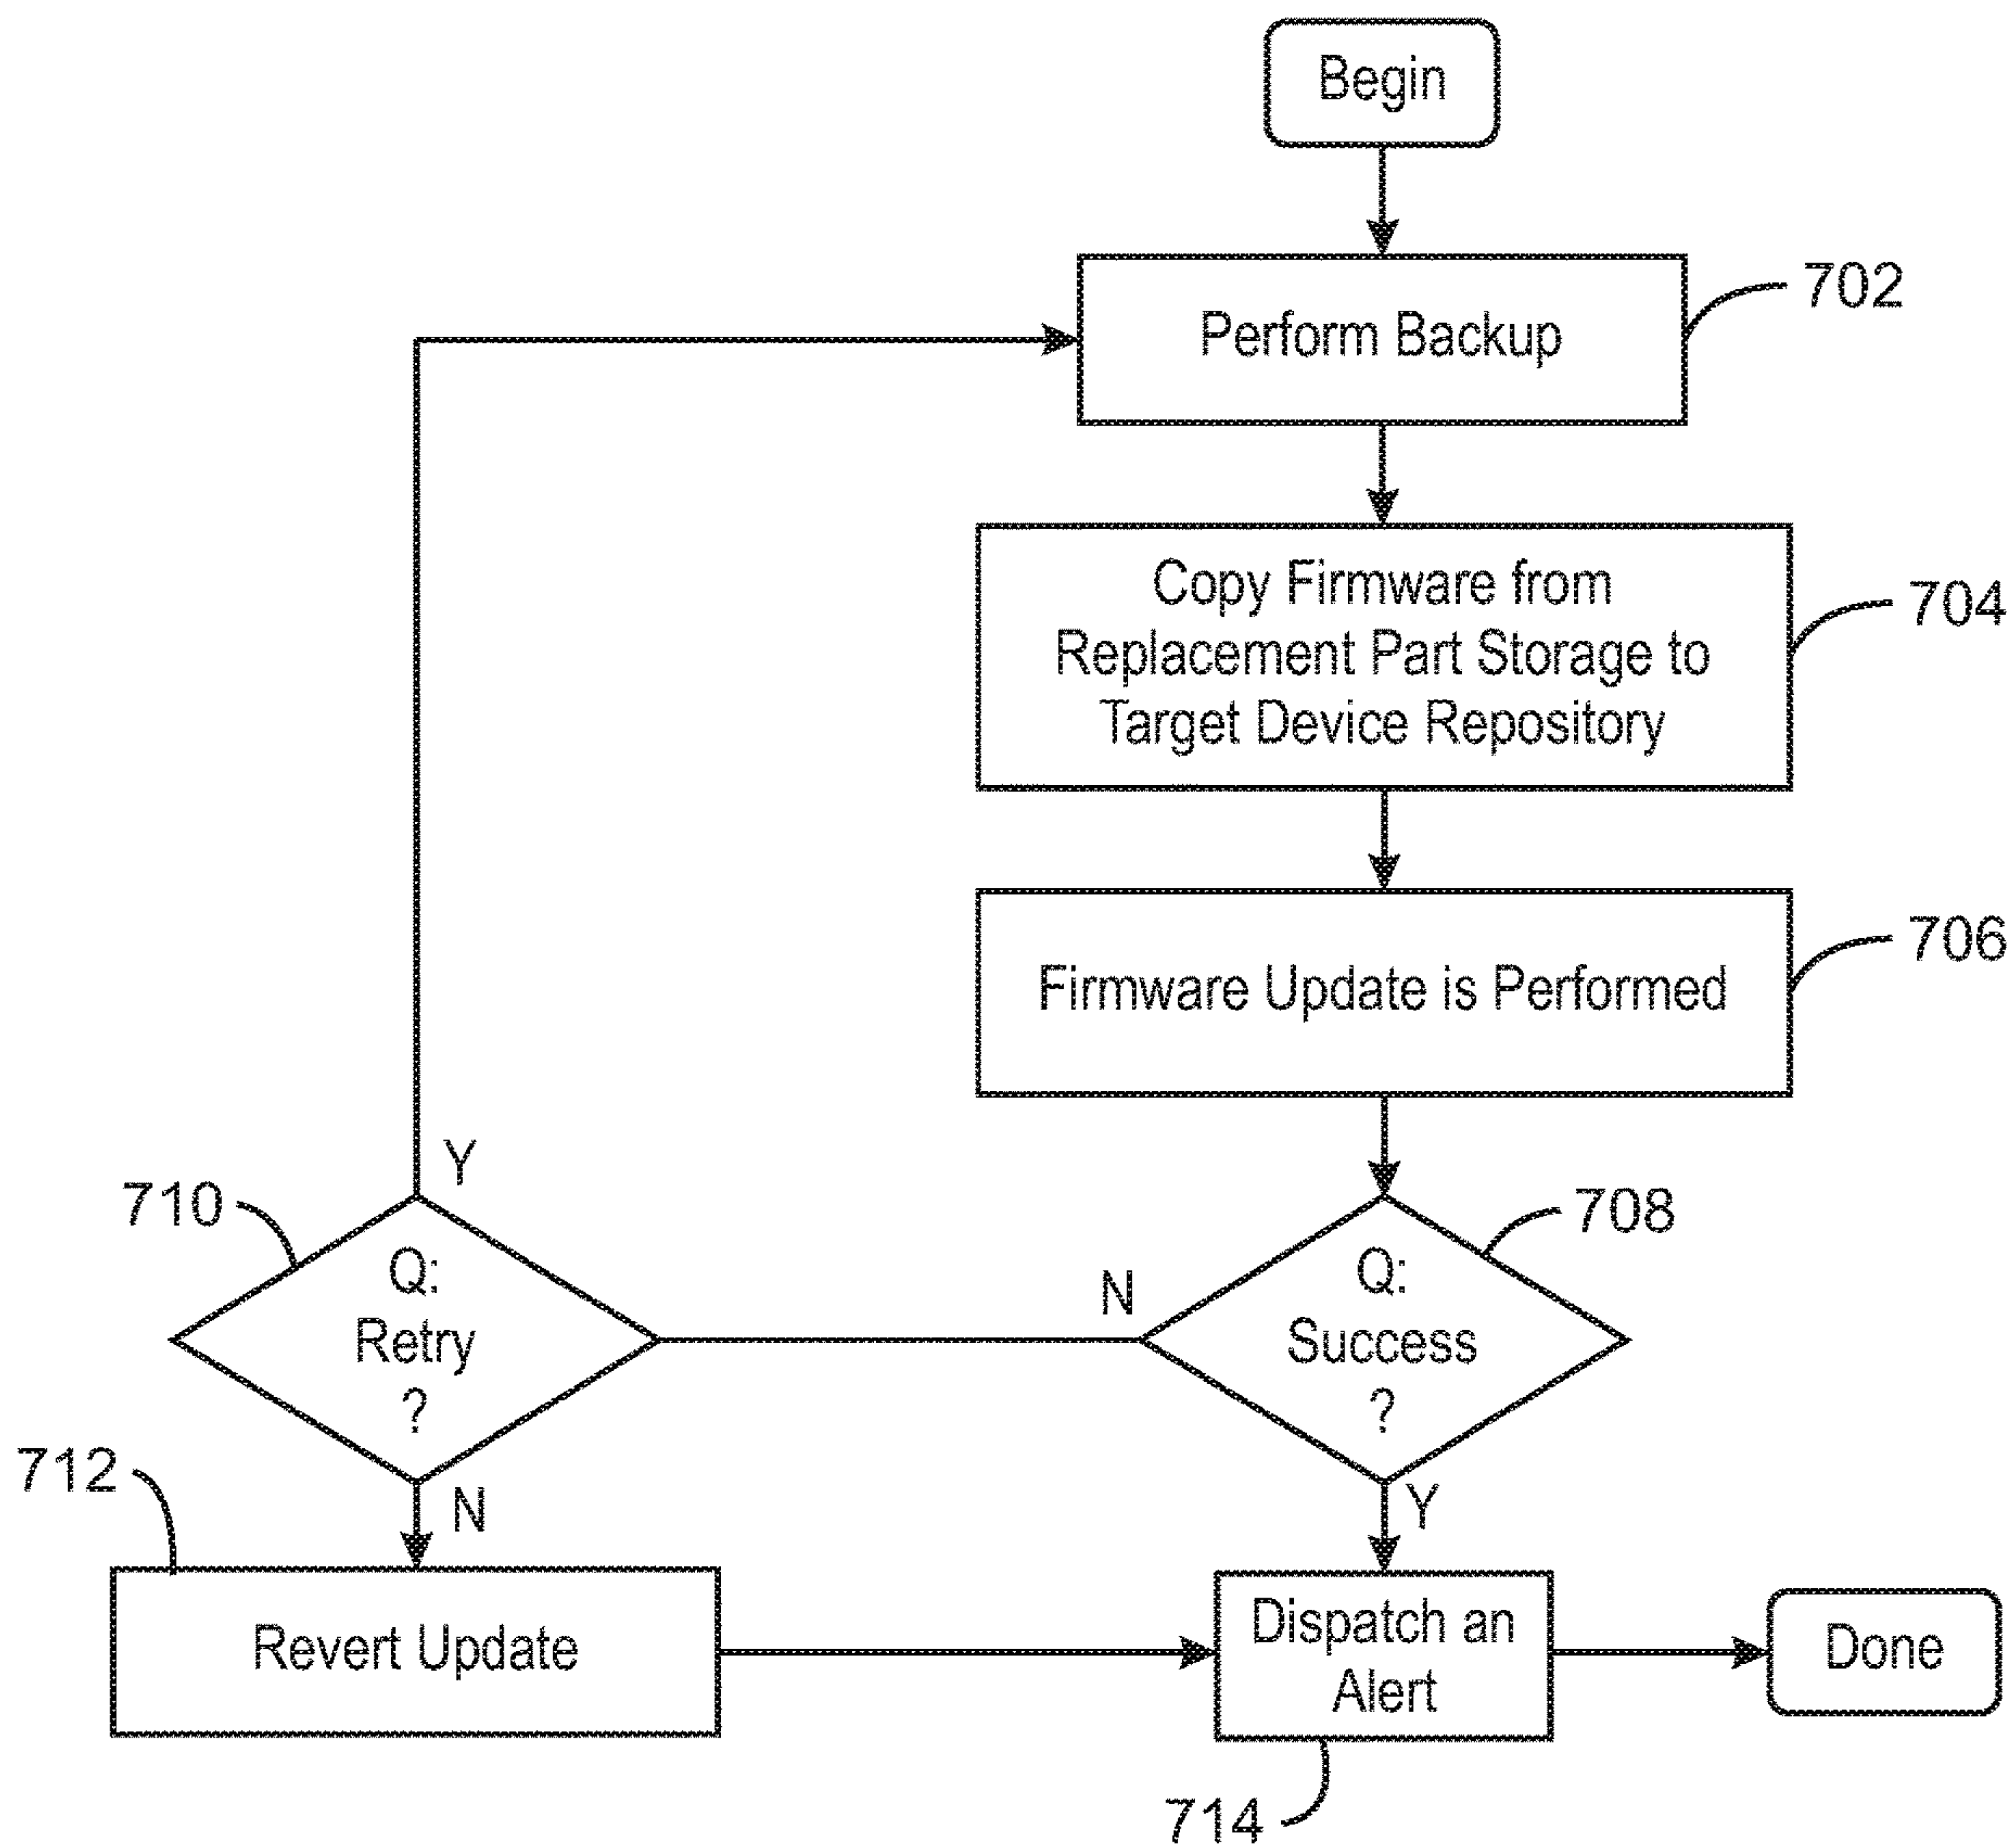 Begin
702
Perform Backup
Copy Firmware from
Replacement Part Storage to
Target Device Repository
704
Firmware Update is Performed
706
Y
710
708
Q:
Retry
?
N
Q:
Success
?
712
N
Y
Revert Update
Dispatch an
Alert
Done
714